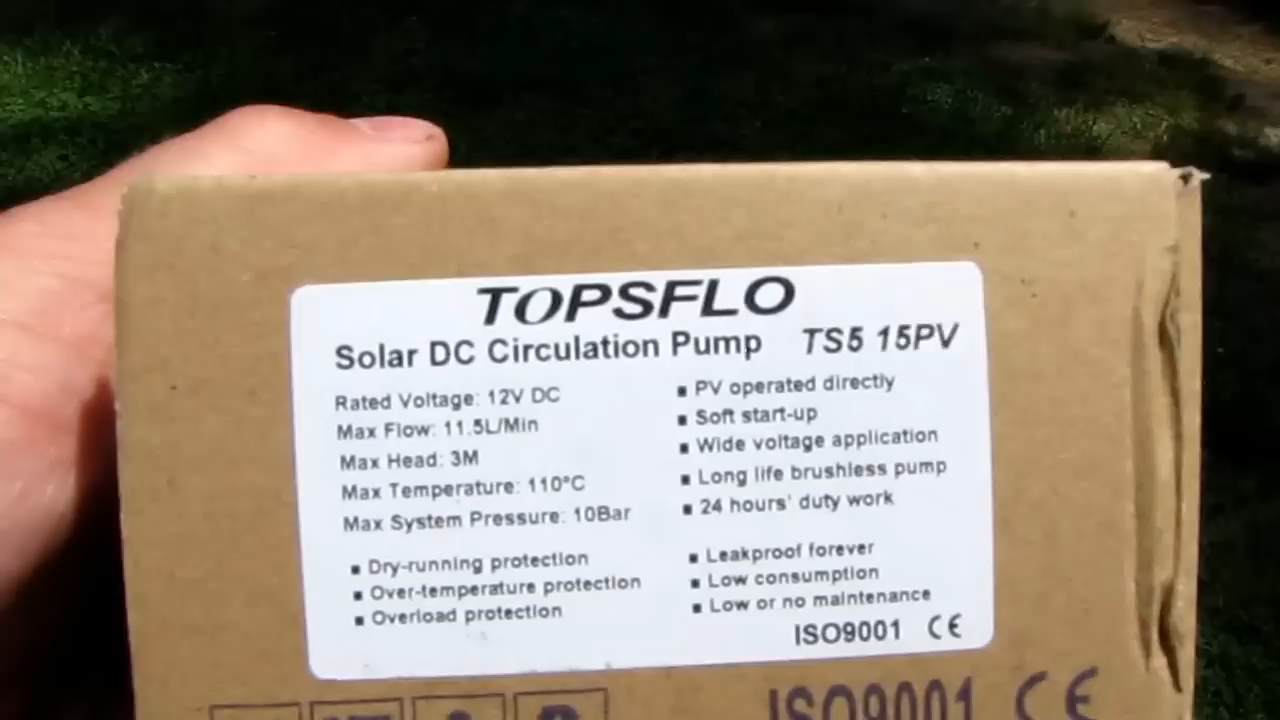 TOPSFLO
Solar DC Circulation Pump TS5 15PV
Rated Voltage: 12V DC
Max Flow: 11.5L/Min
Max Head: 3M
Max Temperature: 110°C
Max System Pressure: 10Bar
■ PV operated directly
■ Soft start-up
■ Wide voltage application
■ Long life brushless pump
■ 24 hours' duty work
■ Dry-running protection
■ Over-temperature protection
■ Overload protection
■ Leakproof forever
■ Low consumption
■ Low or no maintenance
ISO9001 CE
ISO9001 CE